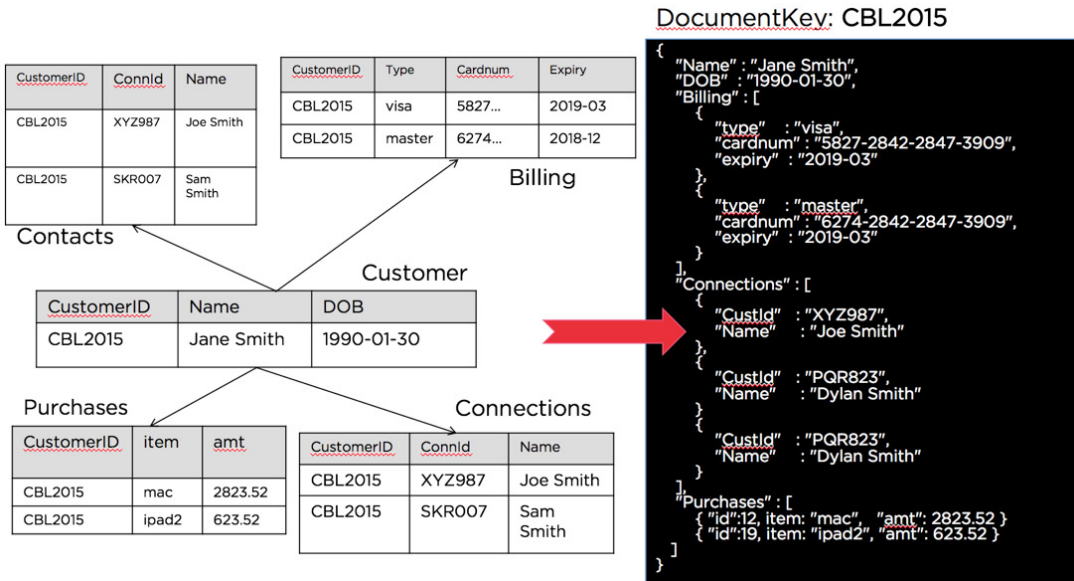 DocumentKey: CBL2015
CustomerID ConnId Name
CBL2015 XYZ987 Joe Smith
CBL2015 SKR007 Sam
Smith
Contacts
CustomerID Type Cardnum Expiry
CBL2015 visa 5827... 2019-03
CBL2015 master 6274... 2018-12
Billing
Customer
CustomerID Name DOB
CBL2015 Jane Smith 1990-01-30
Purchases
CustomerID item amt
CBL2015 mac 2823.52
CBL2015 ipad2 623.52
Connections
CustomerID ConnId Name
CBL2015 XYZ987 Joe Smith
CBL2015 SKR007 Sam
Smith
{
"Name" : "Jane Smith",
"DOB" : "1990-01-30",
"Billing" : [
{
"type" : "visa",
"cardnum" : "5827-2842-2847-3909",
"expiry" : "2019-03"
},
{
"type" : "master",
"cardnum" : "6274-2842-2847-3909",
"expiry" : "2019-03"
}
],
"Connections" : [
{
"CustId" : "XYZ987",
"Name" : "Joe Smith"
},
{
"CustId" : "PQR823",
"Name" : "Dylan Smith"
}
{
"CustId" : "PQR823",
"Name" : "Dylan Smith"
}
],
"Purchases" : [
{ "id":12, item: "mac", "amt": 2823.52 }
{ "id":19, item: "ipad2", "amt": 623.52 }
]
}